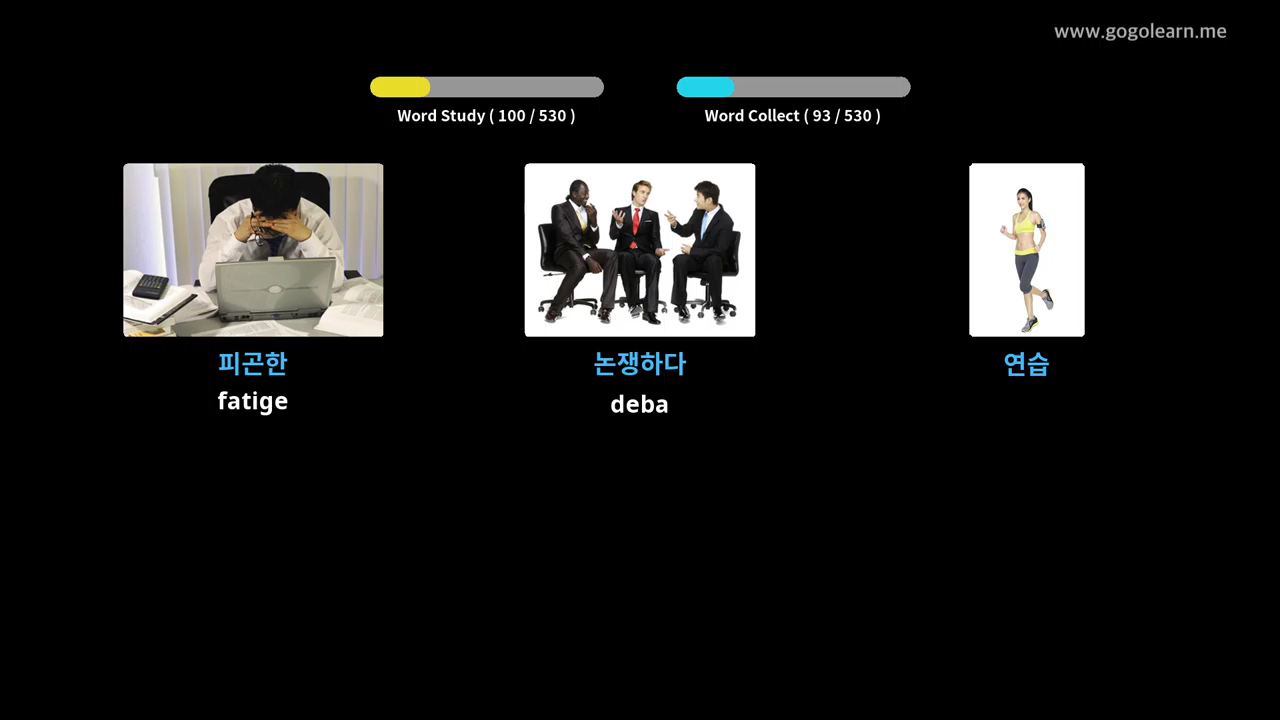 www.gogolearn.me
Word Study ( 100 / 530 )
Word Collect ( 93 / 530 )
피곤한
fatige
논쟁하다
deba
연습